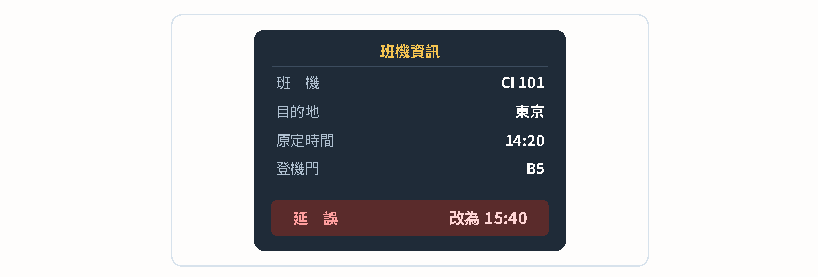 班機資訊
班　機 CI 101
目的地 東京
原定時間 14:20
登機門 B5
延　誤 改為 15:40